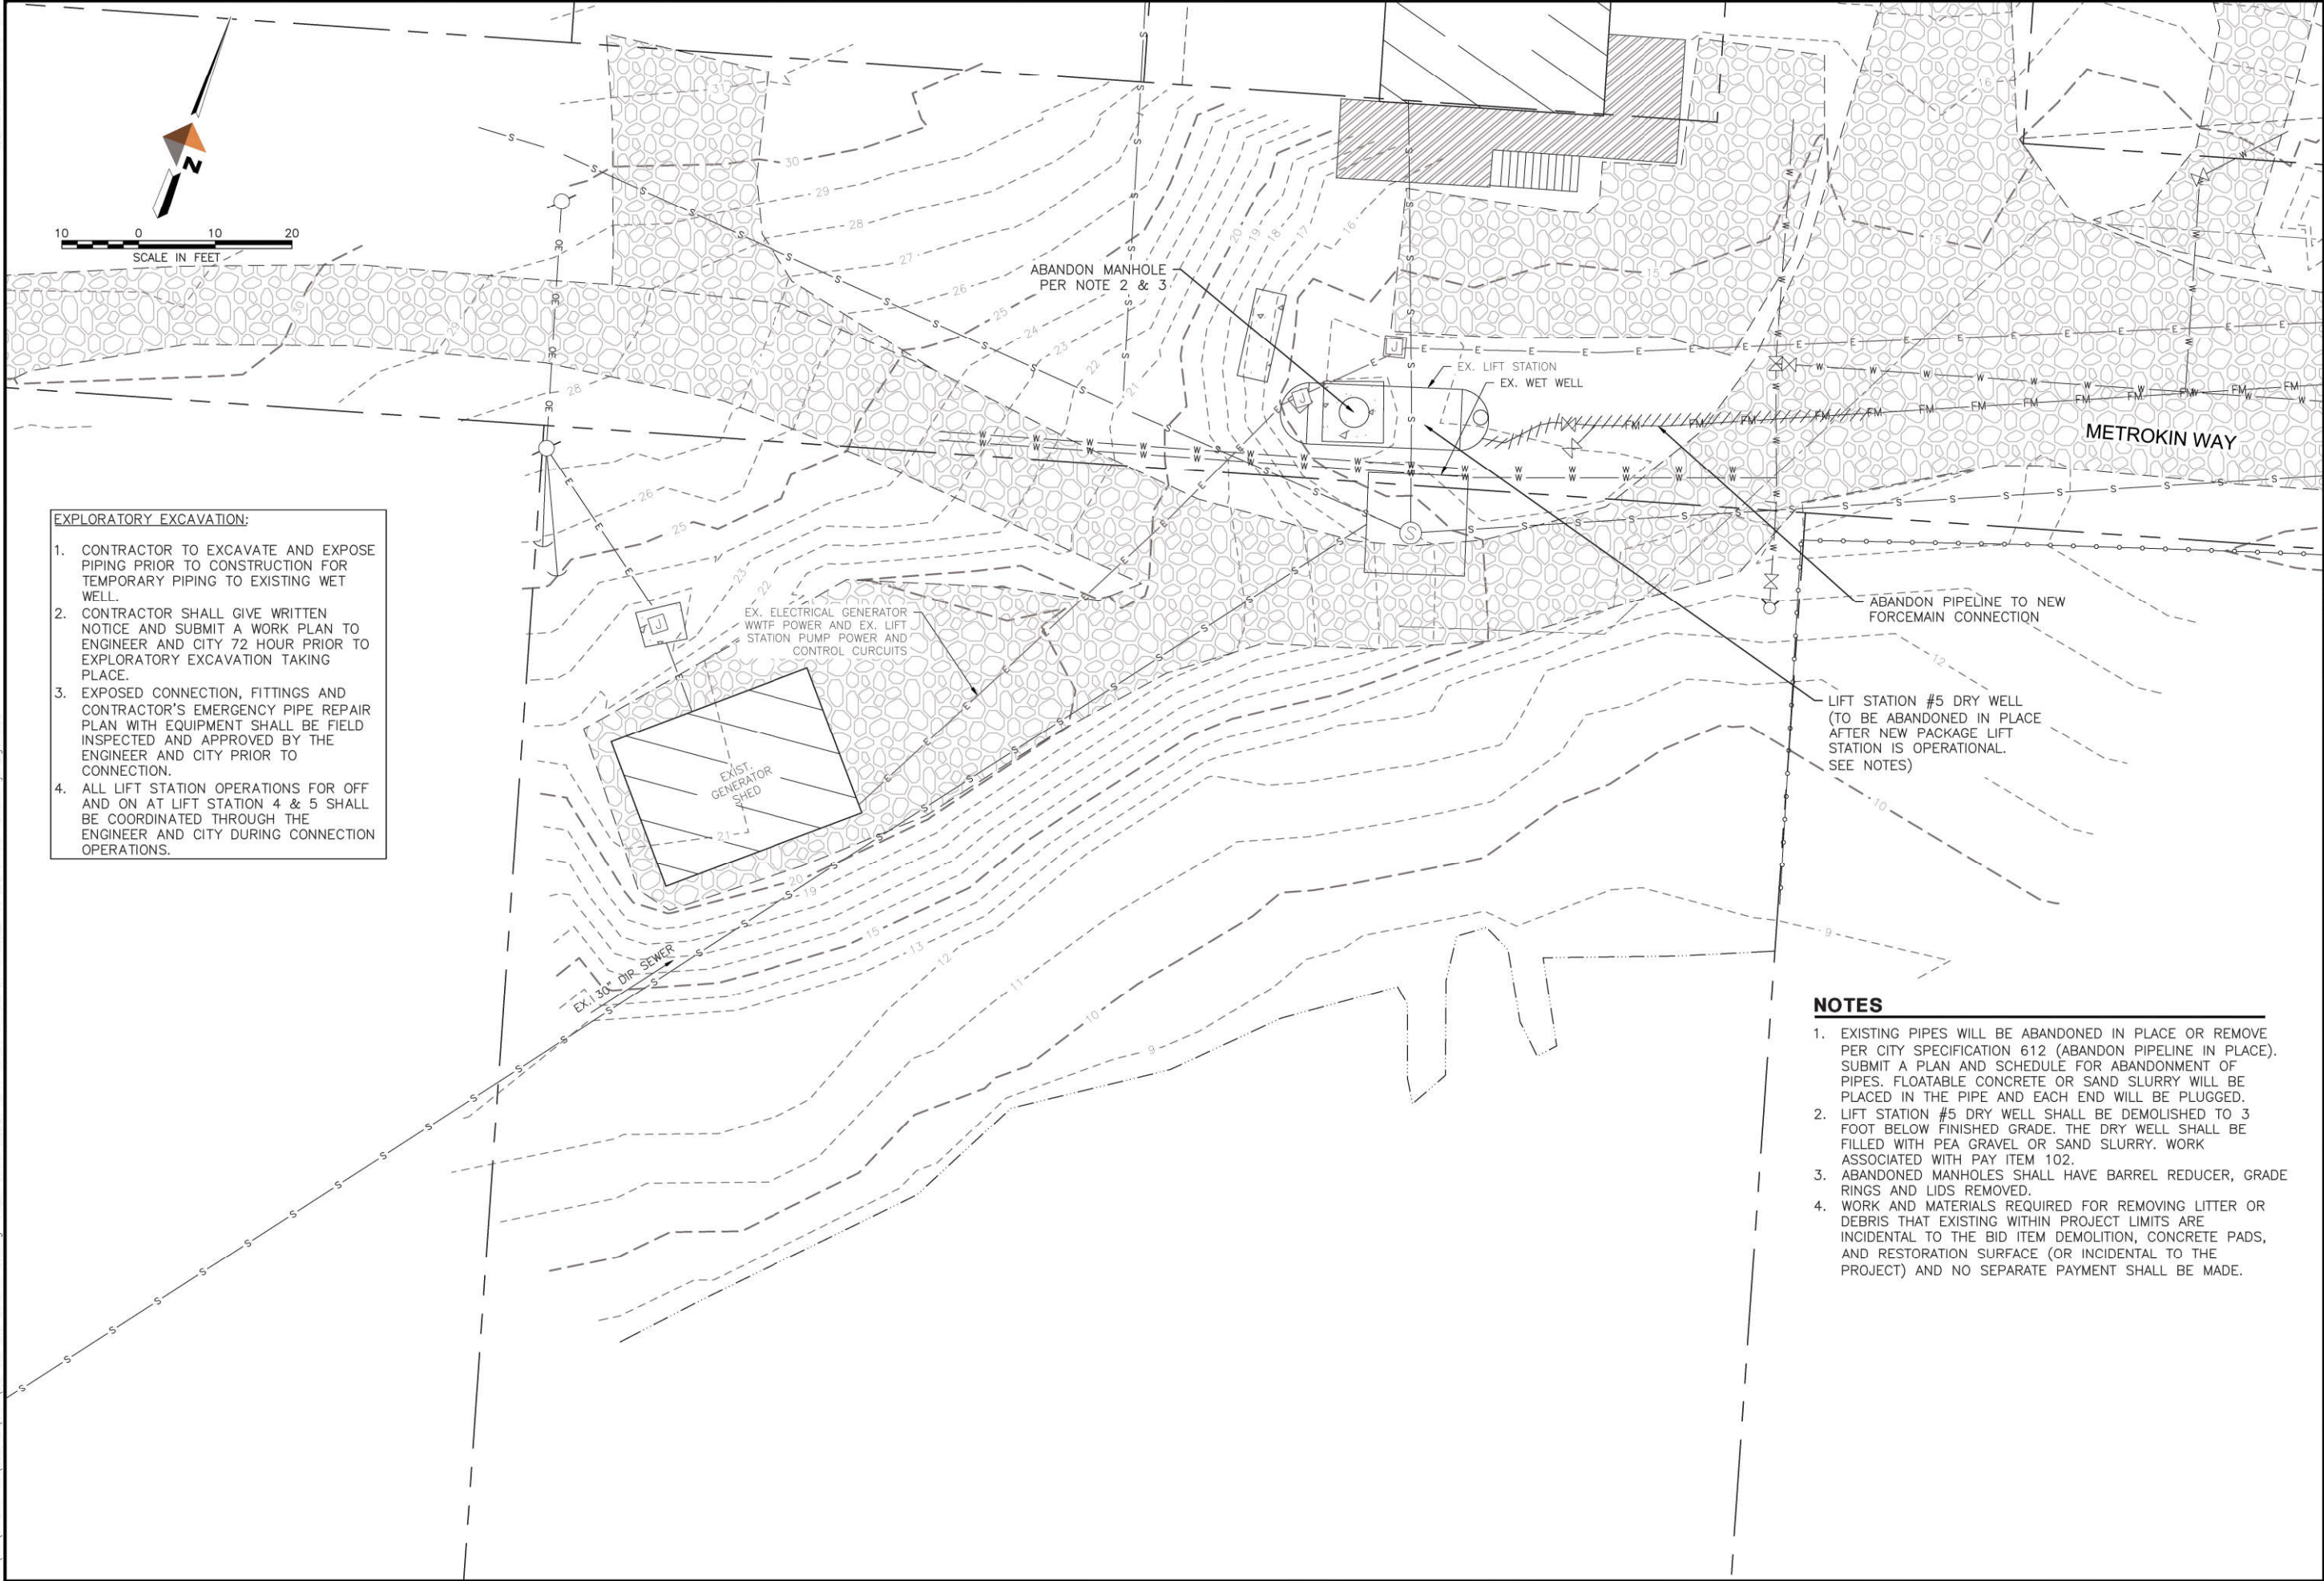 N
10 0 10 20
SCALE IN FEET
ABANDON MANHOLE
PER NOTE 2 & 3
EX. LIFT STATION
EX. WET WELL
METROKIN WAY
EXPLORATORY EXCAVATION:
1. CONTRACTOR TO EXCAVATE AND EXPOSE
PIPING PRIOR TO CONSTRUCTION FOR
TEMPORARY PIPING TO EXISTING WET
WELL.
2. CONTRACTOR SHALL GIVE WRITTEN
NOTICE AND SUBMIT A WORK PLAN TO
ENGINEER AND CITY 72 HOUR PRIOR TO
EXPLORATORY EXCAVATION TAKING
PLACE.
3. EXPOSED CONNECTION, FITTINGS AND
CONTRACTOR'S EMERGENCY PIPE REPAIR
PLAN WITH EQUIPMENT SHALL BE FIELD
INSPECTED AND APPROVED BY THE
ENGINEER AND CITY PRIOR TO
CONNECTION.
4. ALL LIFT STATION OPERATIONS FOR OFF
AND ON AT LIFT STATION 4 & 5 SHALL
BE COORDINATED THROUGH THE
ENGINEER AND CITY DURING CONNECTION
OPERATIONS.
EX. ELECTRICAL GENERATOR
WWTF POWER AND EX. LIFT
STATION PUMP POWER AND
CONTROL CURCUITS
EXIST.
GENERATOR
SHED
ABANDON PIPELINE TO NEW
FORCEMAIN CONNECTION
LIFT STATION #5 DRY WELL
(TO BE ABANDONED IN PLACE
AFTER NEW PACKAGE LIFT
STATION IS OPERATIONAL.
SEE NOTES)
EX. 30" DIP SEWER
NOTES
1. EXISTING PIPES WILL BE ABANDONED IN PLACE OR REMOVE
PER CITY SPECIFICATION 612 (ABANDON PIPELINE IN PLACE).
SUBMIT A PLAN AND SCHEDULE FOR ABANDONMENT OF
PIPES. FLOATABLE CONCRETE OR SAND SLURRY WILL BE
PLACED IN THE PIPE AND EACH END WILL BE PLUGGED.
2. LIFT STATION #5 DRY WELL SHALL BE DEMOLISHED TO 3
FOOT BELOW FINISHED GRADE. THE DRY WELL SHALL BE
FILLED WITH PEA GRAVEL OR SAND SLURRY. WORK
ASSOCIATED WITH PAY ITEM 102.
3. ABANDONED MANHOLES SHALL HAVE BARREL REDUCER, GRADE
RINGS AND LIDS REMOVED.
4. WORK AND MATERIALS REQUIRED FOR REMOVING LITTER OR
DEBRIS THAT EXISTING WITHIN PROJECT LIMITS ARE
INCIDENTAL TO THE BID ITEM DEMOLITION, CONCRETE PADS,
AND RESTORATION SURFACE (OR INCIDENTAL TO THE
PROJECT) AND NO SEPARATE PAYMENT SHALL BE MADE.